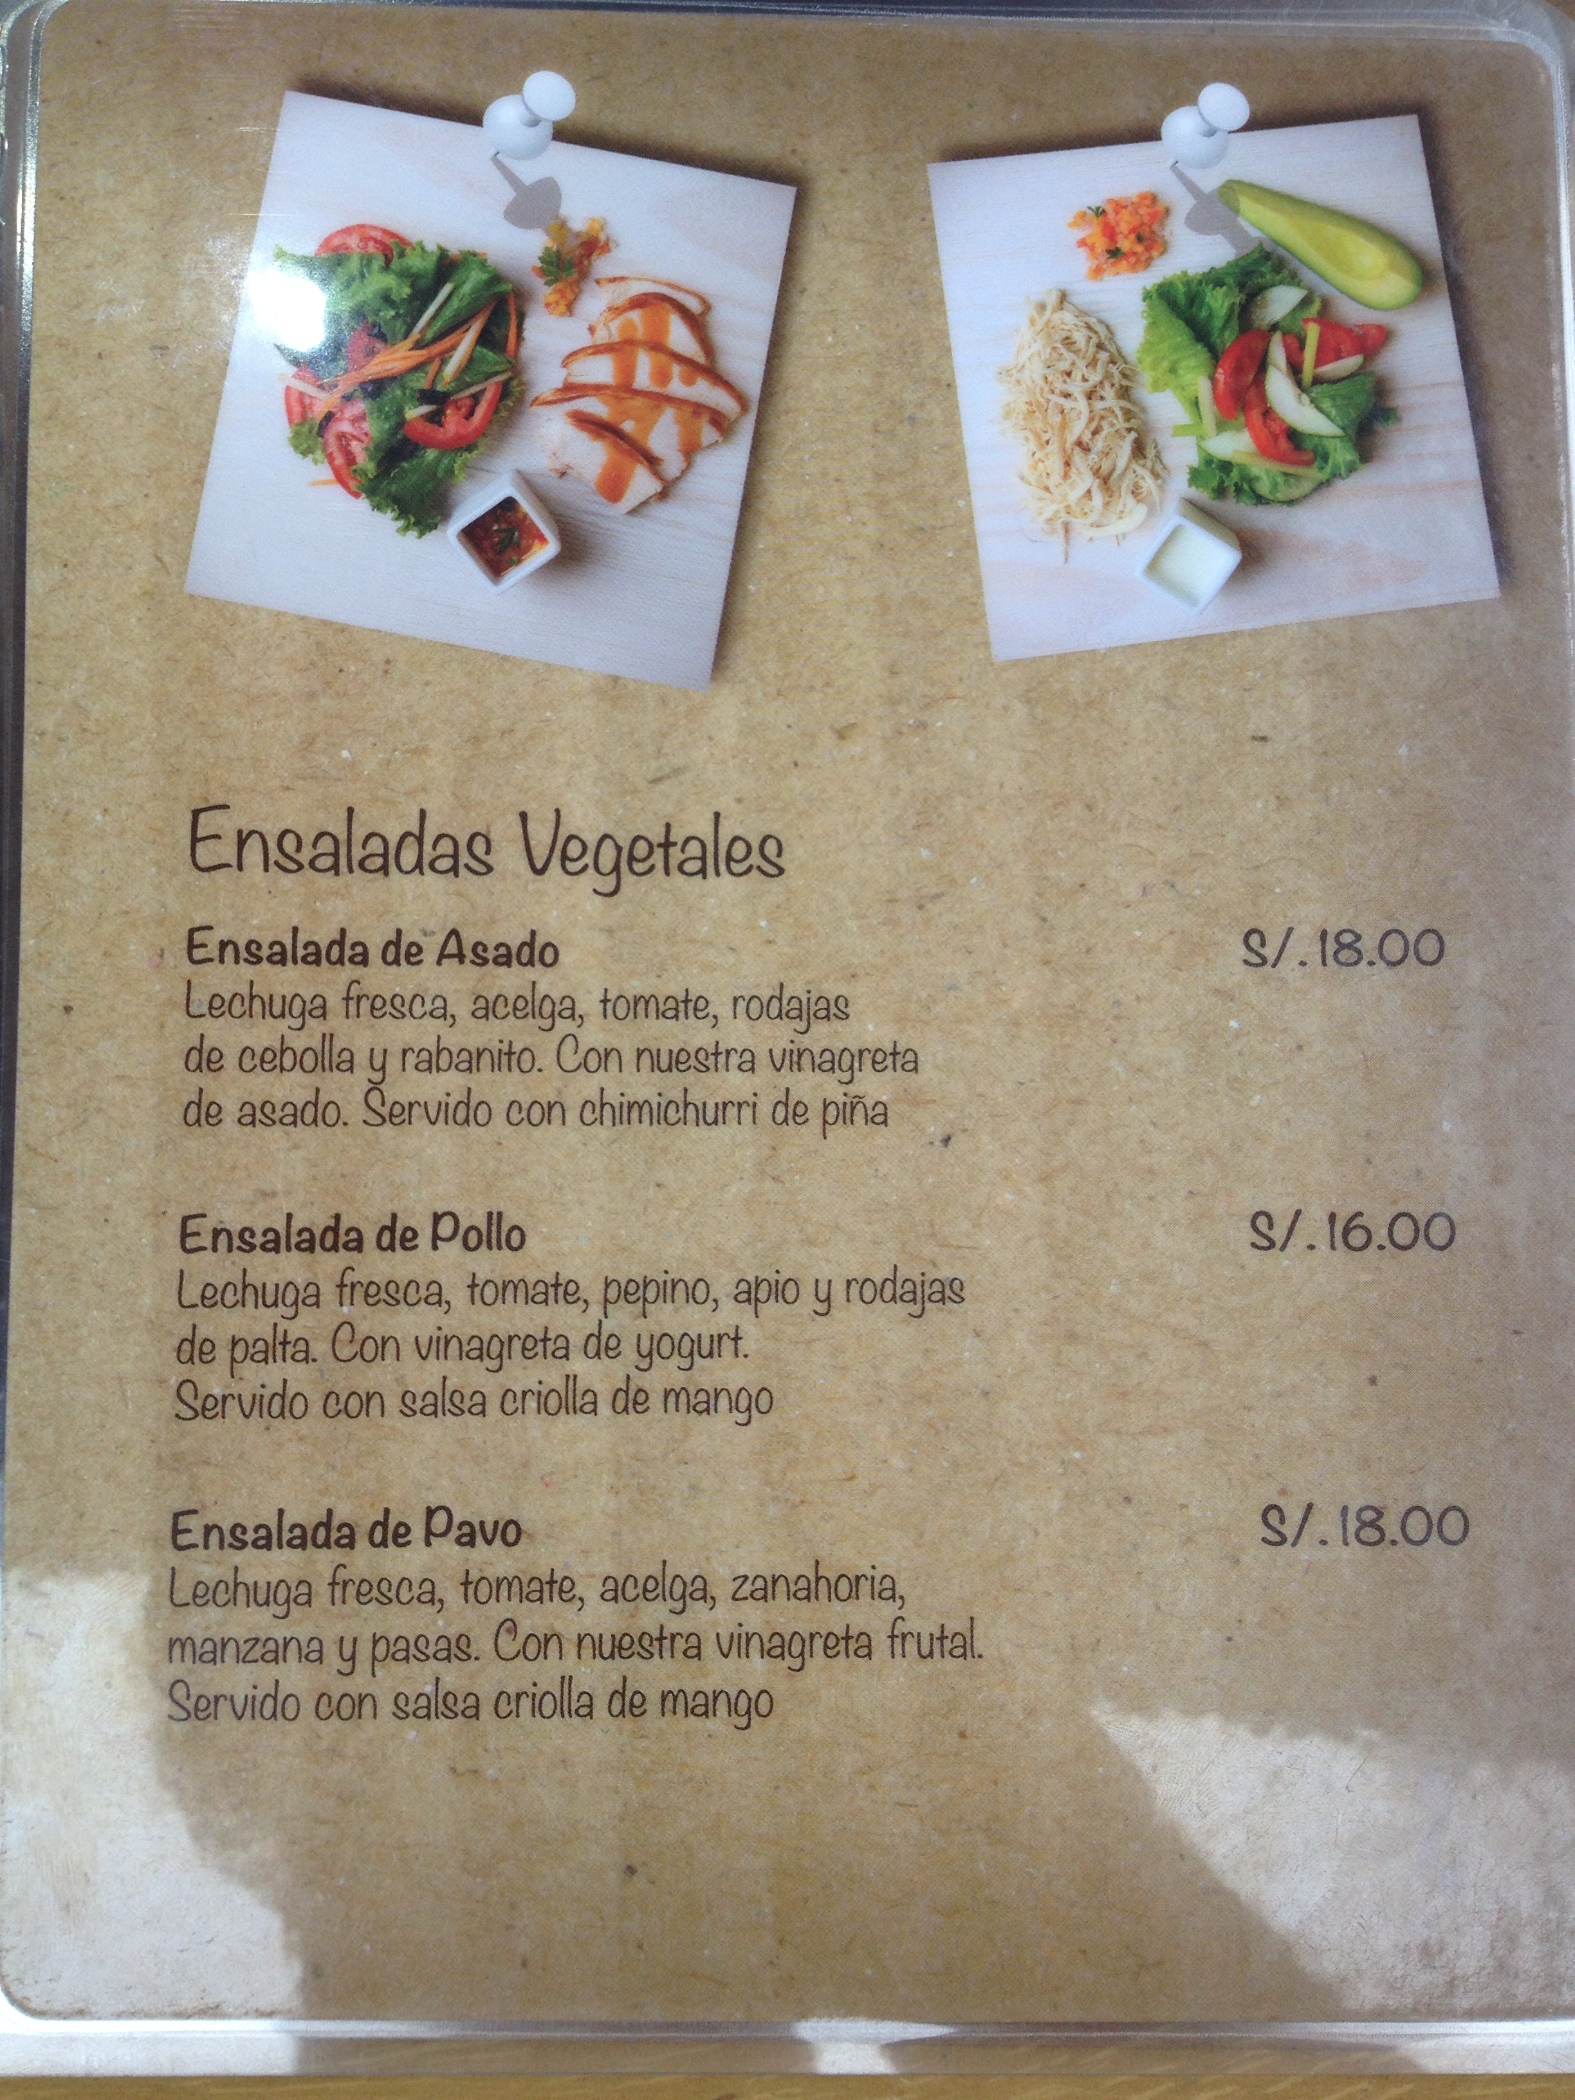 Ensaladas Vegetales
Ensalada de Asado S/.18.00
Lechuga fresca, acelga, tomate, rodajas
de cebolla y rabanito. Con nuestra vinagreta
de asado. Servido con chimichurri de piña
Ensalada de Pollo S/.16.00
Lechuga fresca, tomate, pepino, apio y rodajas
de palta. Con vinagreta de yogurt.
Servido con salsa criolla de mango
Ensalada de Pavo S/.18.00
Lechuga fresca, tomate, acelga, zanahoria,
manzana y pasas. Con nuestra vinagreta frutal.
Servido con salsa criolla de mango